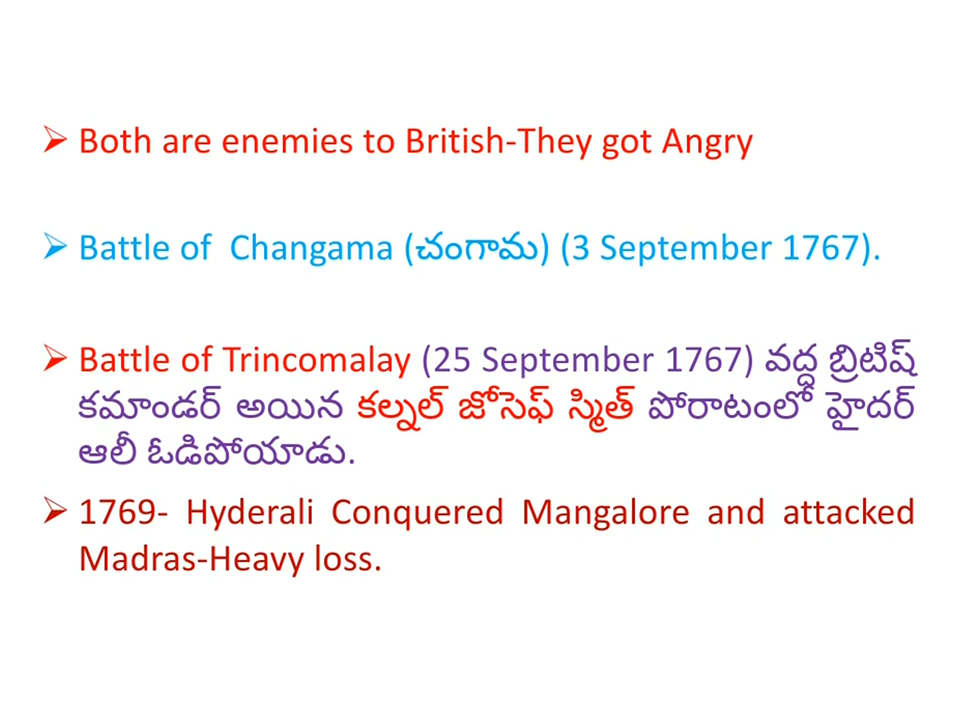 ➢ Both are enemies to British-They got Angry
➢ Battle of Changama (చంగామ) (3 September 1767).
➢ Battle of Trincomalay (25 September 1767) వద్ద బ్రిటిష్
కమాండర్ అయిన కల్నల్ జోసెఫ్ స్మిత్ పోరాటంలో హైదర్
ఆలీ ఓడిపోయాడు.
➢ 1769- Hyderali Conquered Mangalore and attacked
Madras-Heavy loss.